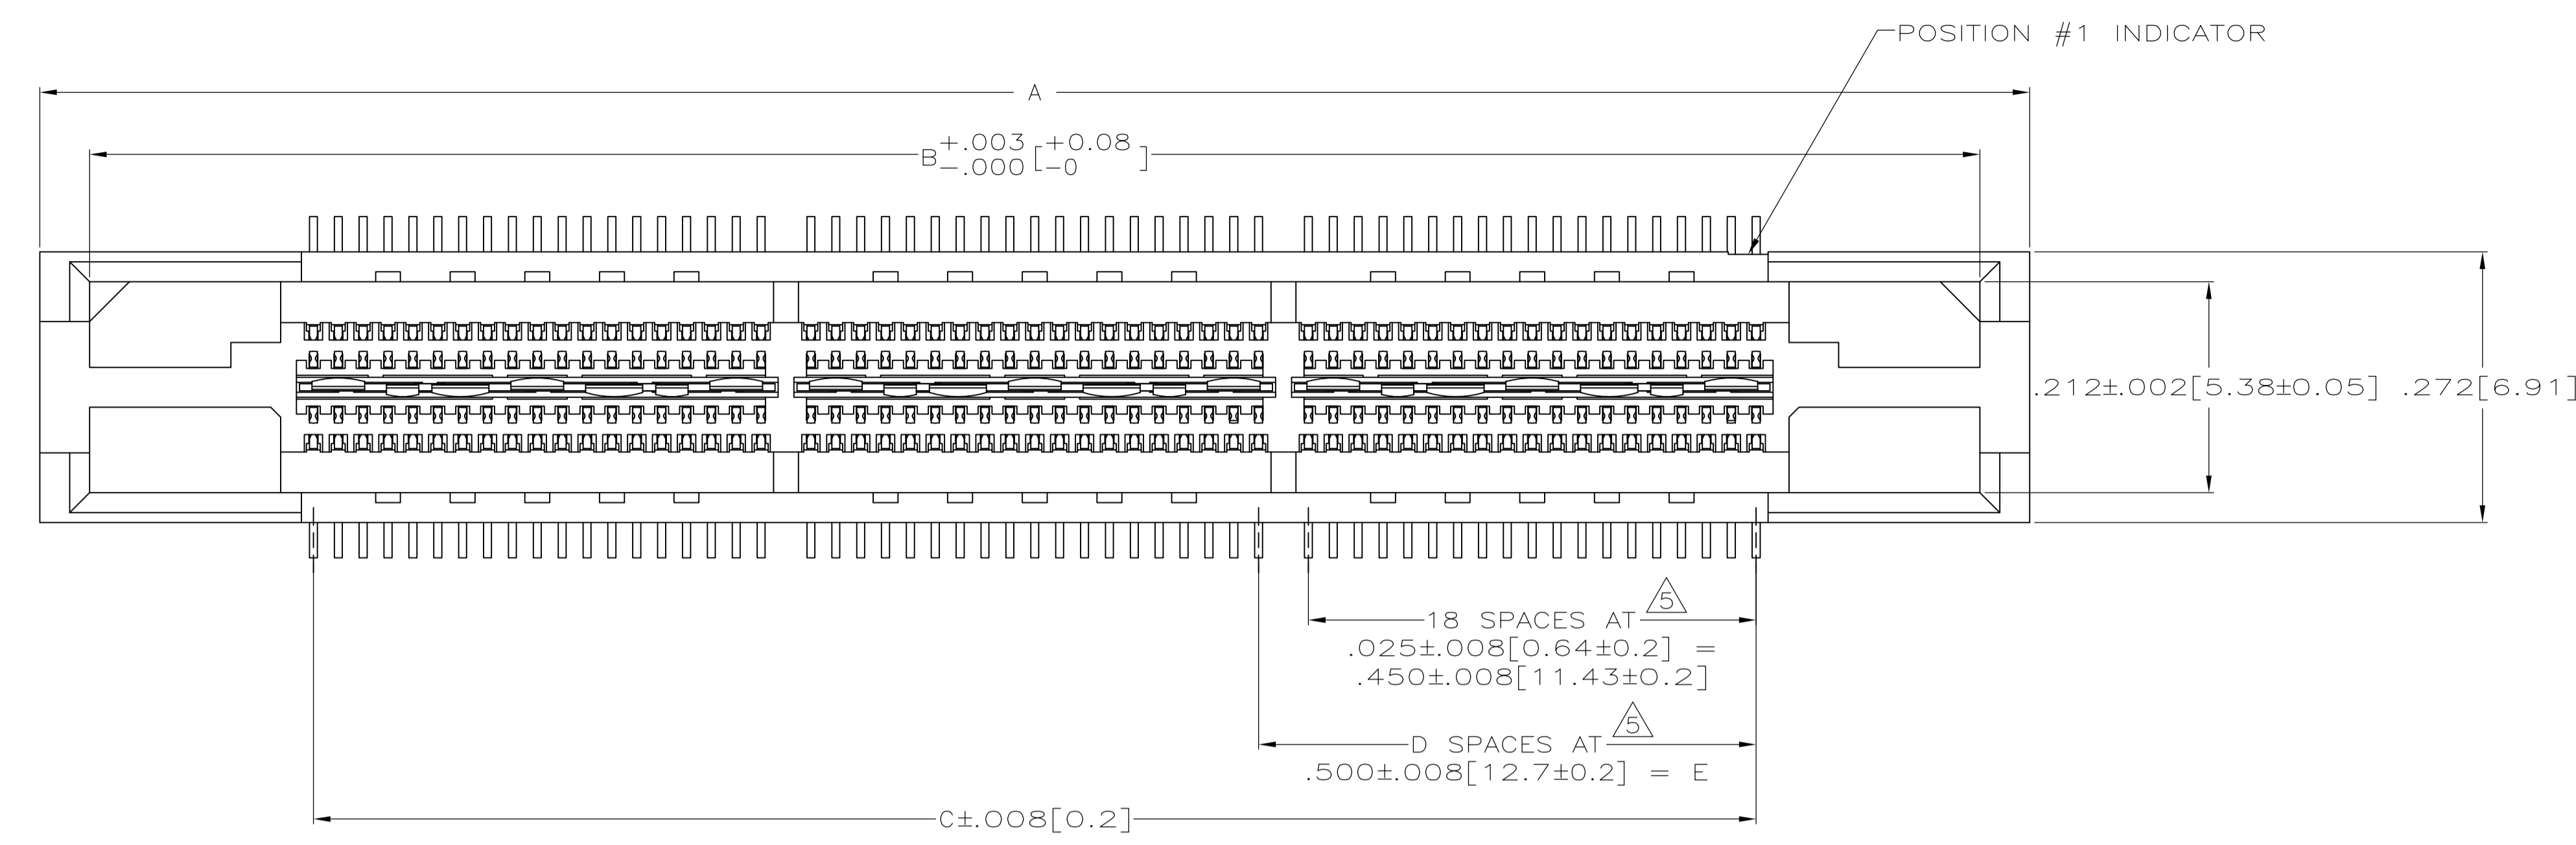 POSITION #1 INDICATOR
A
B+.003 -.000[+0.08 -0]
.212±.002[5.38±0.05] .272[6.91]
18 SPACES AT 5
.025±.008[0.64±0.2] =
.450±.008[11.43±0.2]
D SPACES AT 5
.500±.008[12.7±0.2] = E
C±.008[0.2]